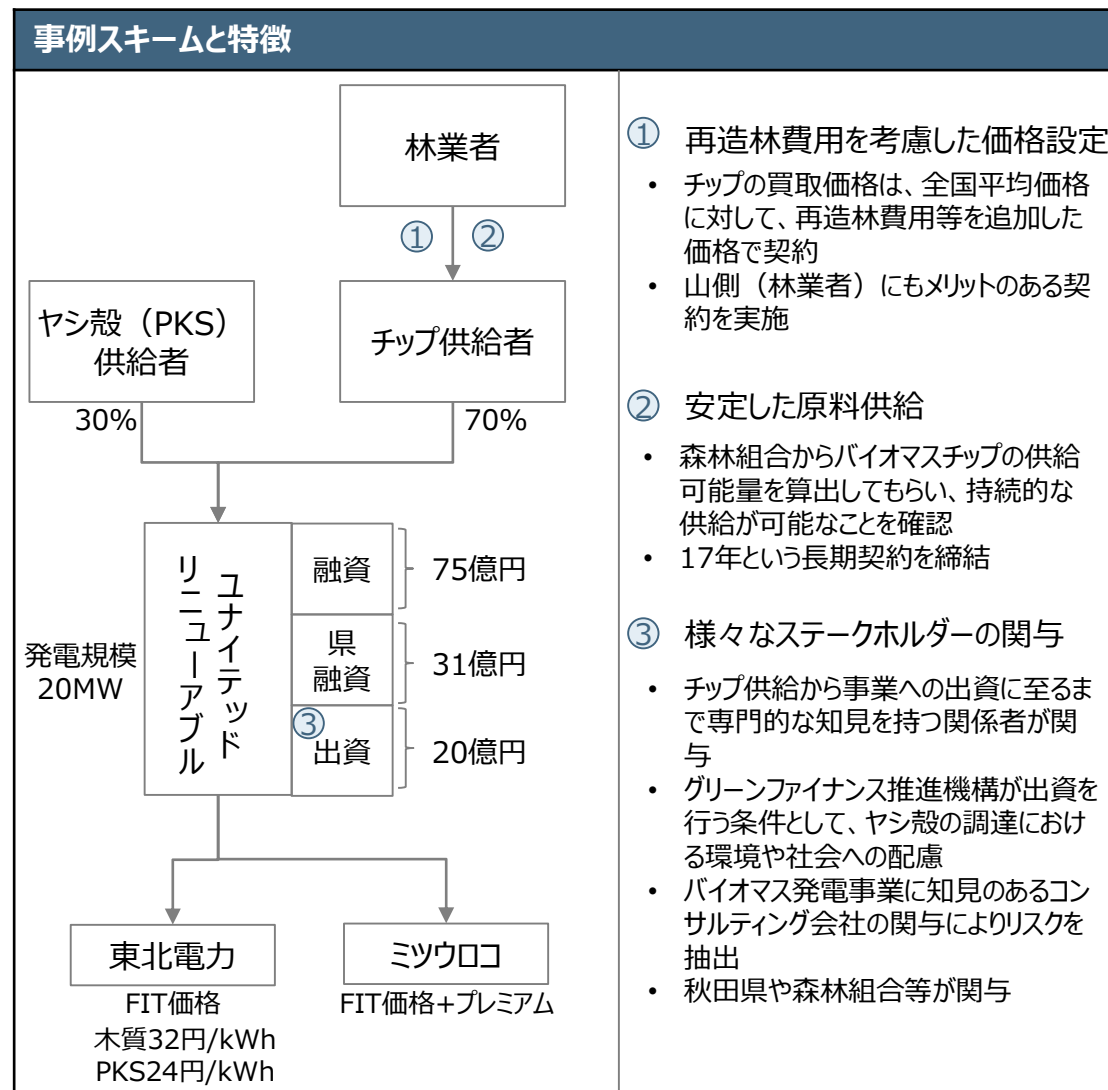 事例スキームと特徴
林業者
① ②
ヤシ殻（PKS）
供給者
チップ供給者
30%
70%
ユナイテッド
リニューアブル
発電規模
20MW
融資
75億円
県
融資
31億円
③
出資
20億円
東北電力
ミツウロコ
FIT価格
木質32円/kWh
PKS24円/kWh
FIT価格+プレミアム
① 再造林費用を考慮した価格設定
• チップの買取価格は、全国平均価格
に対して、再造林費用等を追加した
価格で契約
• 山側（林業者）にもメリットのある契
約を実施
② 安定した原料供給
• 森林組合からバイオマスチップの供給
可能量を算出してもらい、持続的な
供給が可能なことを確認
• 17年という長期契約を締結
③ 様々なステークホルダーの関与
• チップ供給から事業への出資に至るま
で専門的な知見を持つ関係者が関
与
• グリーンファイナンス推進機構が出資を
行う条件として、ヤシ殻の調達におけ
る環境や社会への配慮
• バイオマス発電事業に知見のあるコン
サルティング会社の関与によりリスクを
抽出
• 秋田県や森林組合等が関与